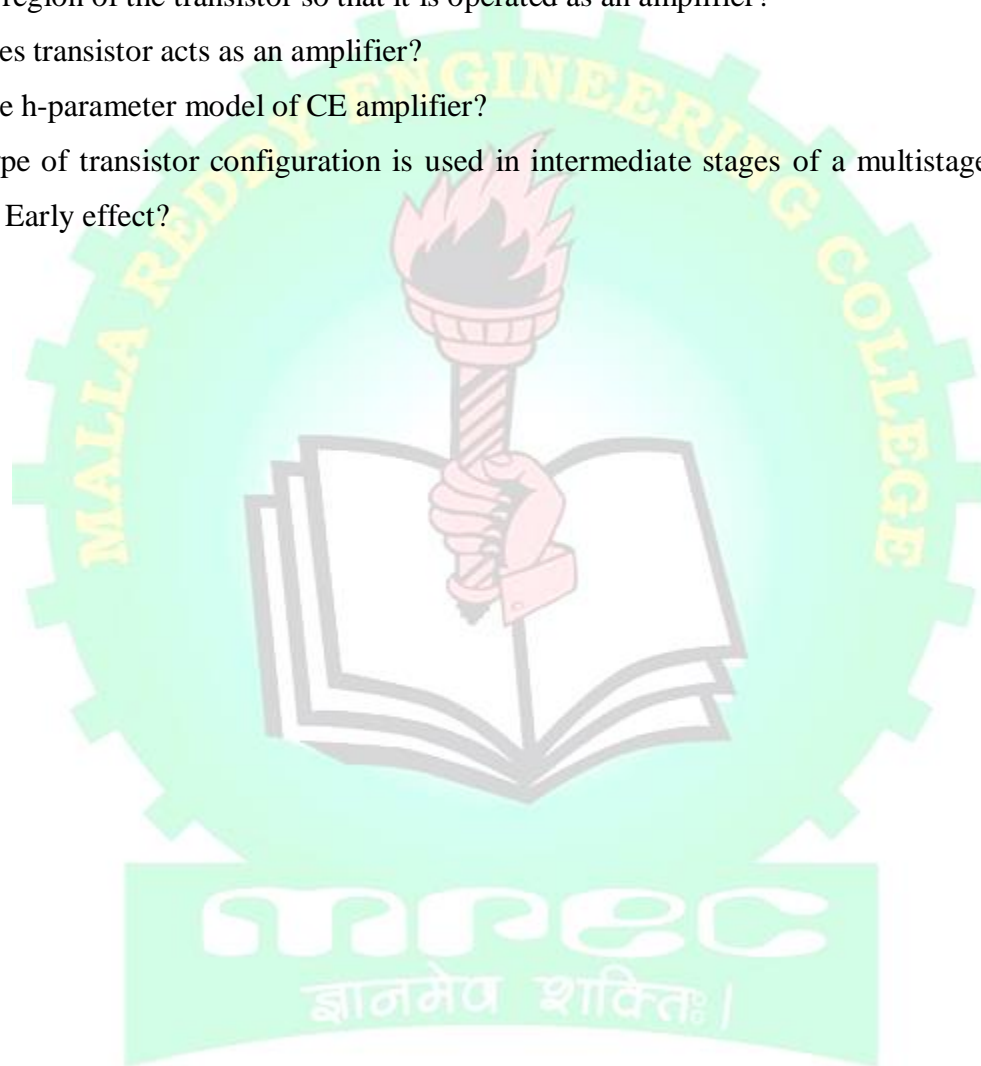 region of the transistor so that it is operated as an amplifier?
es transistor acts as an amplifier?
e h-parameter model of CE amplifier?
pe of transistor configuration is used in intermediate stages of a multistage
Early effect?
MALLA REDDY ENGINEERING COLLEGE
mrec
ज्ञानमेव शक्तिः।